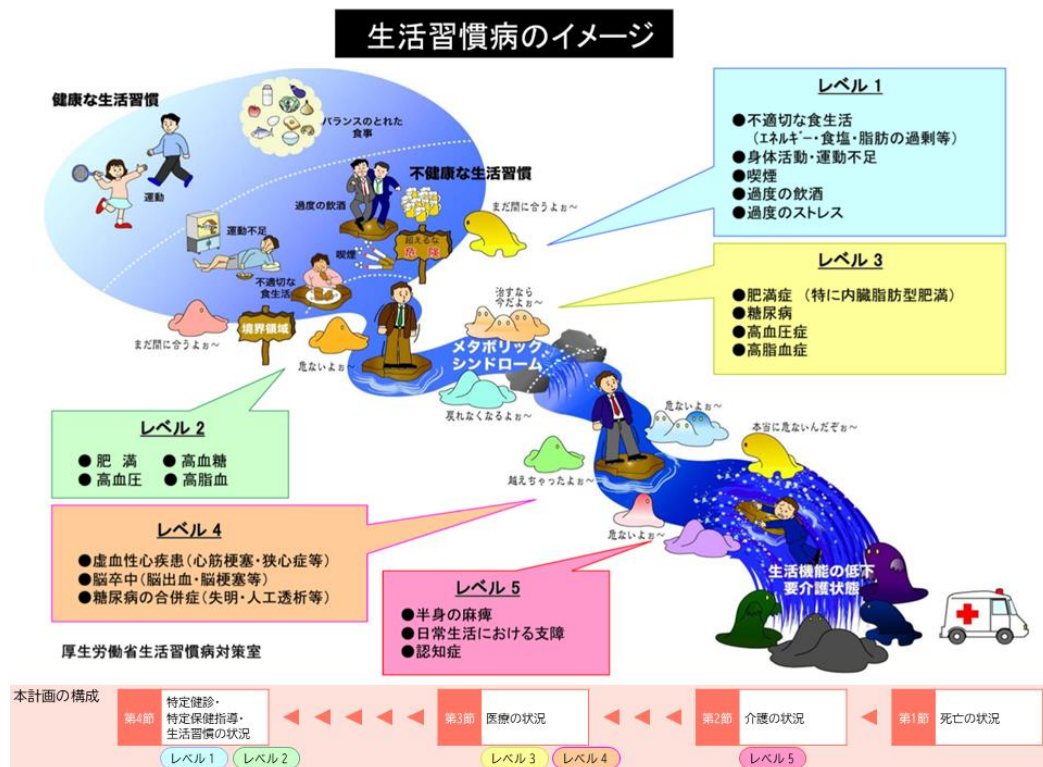 生活習慣病のイメージ
健康な生活習慣
バランスのとれた
食事
運動
不健康な生活習慣
過度の飲酒
まだ間に合うよぉ～
運動不足
喫煙
超えるな
危険
不適切な
食生活
境界領域
まだ間に合うよぉ～
危ないよぉ～
治すなら
今だよぉ～
メタボリック
シンドローム
戻れなくなるよぉ～
危ないよぉ～
越えちゃったよぉ～
本当に危ないんだぞぉ～
危ないよぉ～
生活機能の低下
要介護状態
レベル 1
●不適切な食生活
（エネルギー・食塩・脂肪の過剰等）
●身体活動・運動不足
●喫煙
●過度の飲酒
●過度のストレス
レベル 3
●肥満症 （特に内臓脂肪型肥満）
●糖尿病
●高血圧症
●高脂血症
レベル 2
● 肥 満 ● 高血糖
● 高血圧 ● 高脂血
レベル 4
●虚血性心疾患（心筋梗塞・狭心症等）
●脳卒中（脳出血・脳梗塞等）
●糖尿病の合併症（失明・人工透析等）
レベル 5
●半身の麻痺
●日常生活における支障
●認知症
厚生労働省生活習慣病対策室
本計画の構成
第4節 特定健診・
特定保健指導・
生活習慣の状況
第3節 医療の状況
第2節 介護の状況
第1節 死亡の状況
レベル 1 レベル 2 レベル 3 レベル 4 レベル 5